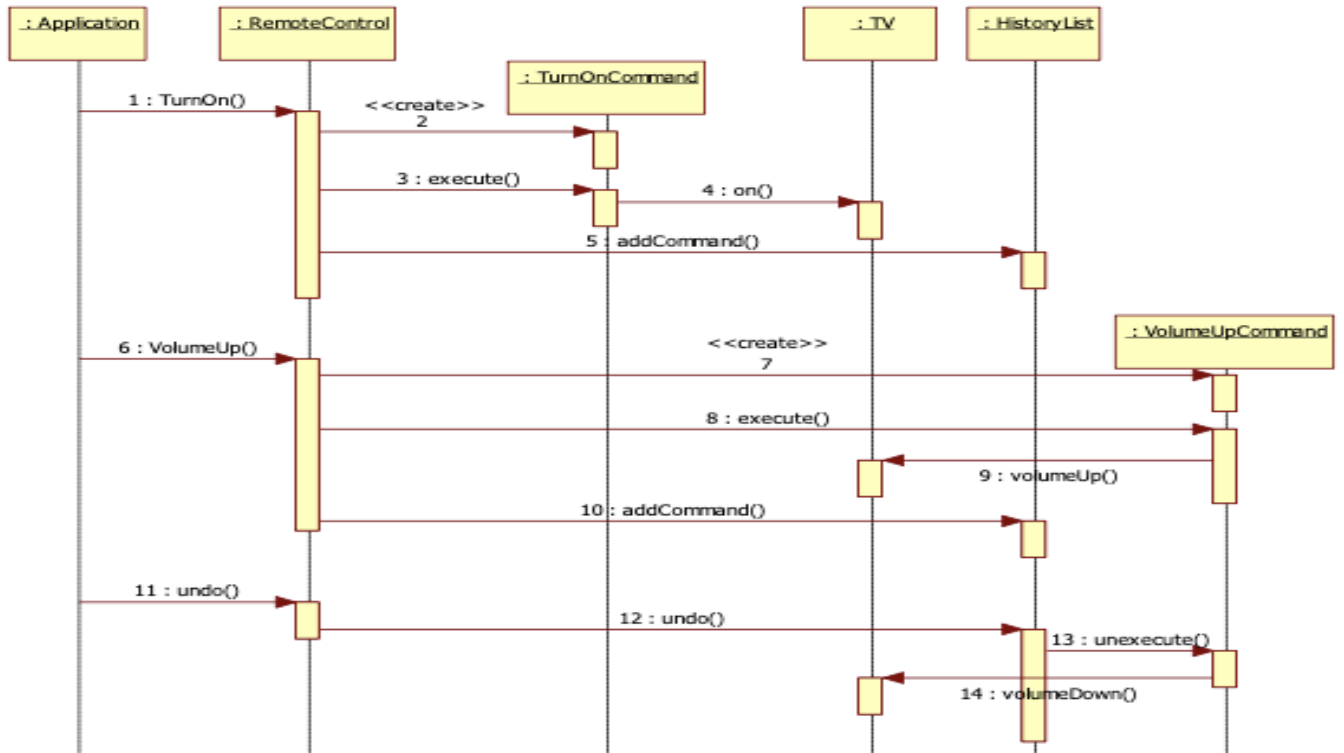 : Application
: RemoteControl
: TV
: HistoryList
: TurnOnCommand
1 : TurnOn()
<<create>>
2
3 : execute()
4 : on()
5 : addCommand()
: VolumeUpCommand
6 : VolumeUp()
<<create>>
7
8 : execute()
9 : volumeUp()
10 : addCommand()
11 : undo()
12 : undo()
13 : unexecute()
14 : volumeDown()